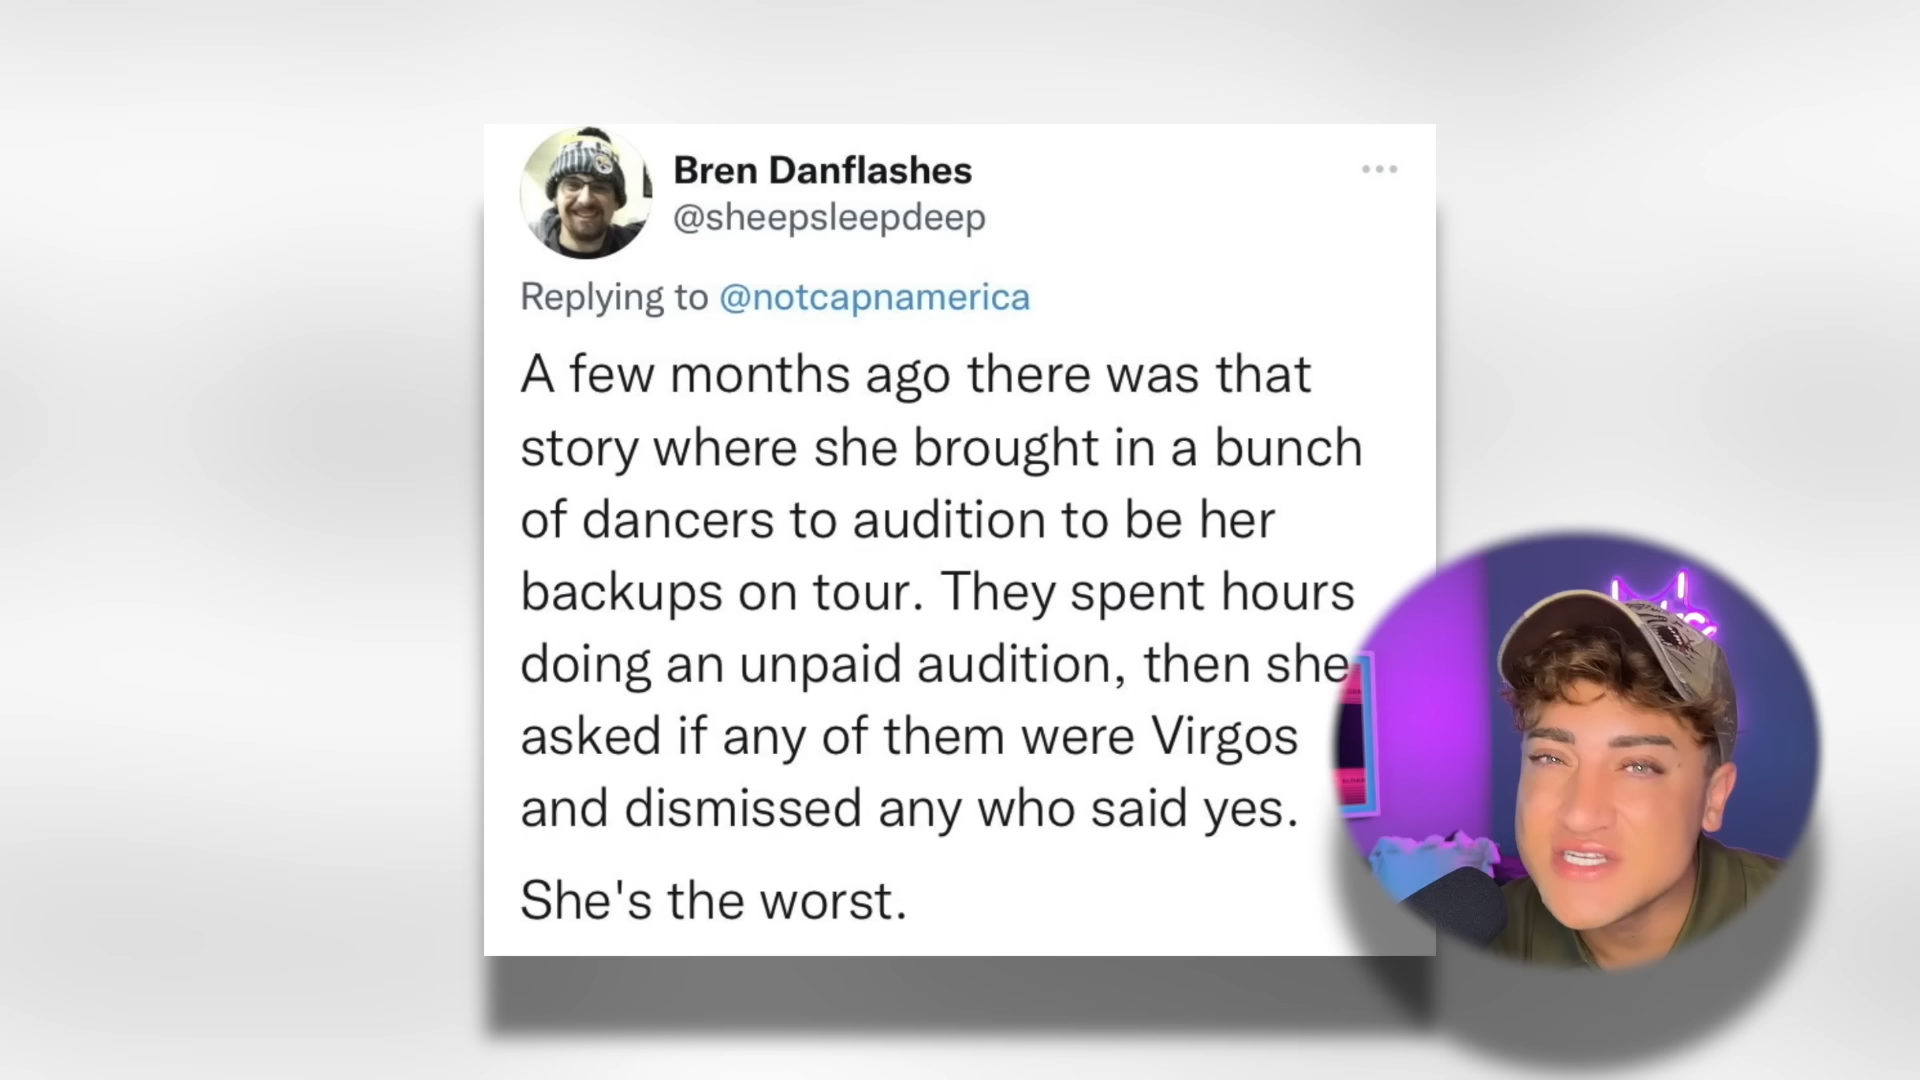 Bren Danflashes
@sheepsleepdeep
Replying to @notcapnamerica
A few months ago there was that
story where she brought in a bunch
of dancers to audition to be her
backups on tour. They spent hours
doing an unpaid audition, then she
asked if any of them were Virgos
and dismissed any who said yes.
She's the worst.